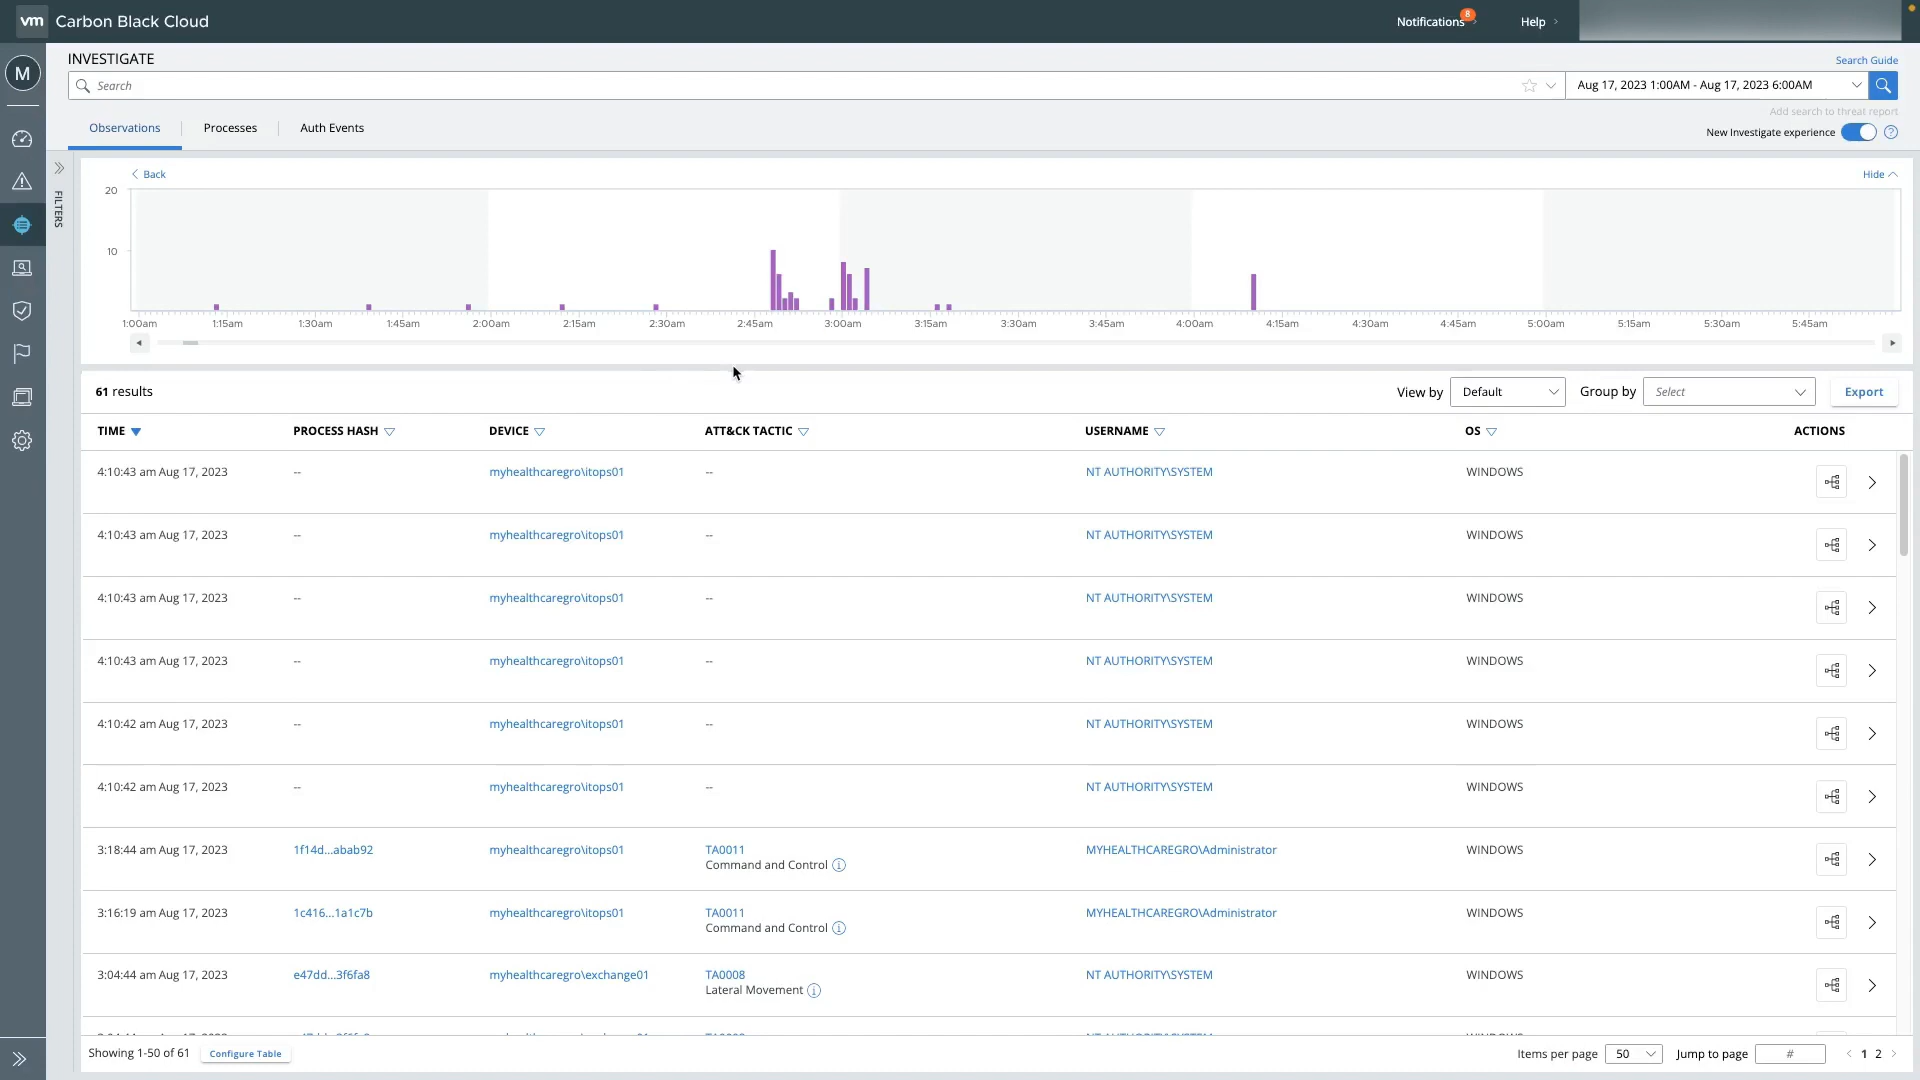 vm Carbon Black Cloud
Notifications 8
Help
M
INVESTIGATE
Search Guide
Search
Aug 17, 2023 1:00AM - Aug 17, 2023 6:00AM
Add search to threat report
Observations Processes Auth Events
New Investigate experience
FILTERS
Back
Hide
20
10
1:00am 1:15am 1:30am 1:45am 2:00am 2:15am 2:30am 2:45am 3:00am 3:15am 3:30am 3:45am 4:00am 4:15am 4:30am 4:45am 5:00am 5:15am 5:30am 5:45am
61 results
View by Default Group by Select Export
TIME PROCESS HASH DEVICE ATT&CK TACTIC USERNAME OS ACTIONS
4:10:43 am Aug 17, 2023 -- myhealthcaregro\itops01 -- NT AUTHORITY\SYSTEM WINDOWS
4:10:43 am Aug 17, 2023 -- myhealthcaregro\itops01 -- NT AUTHORITY\SYSTEM WINDOWS
4:10:43 am Aug 17, 2023 -- myhealthcaregro\itops01 -- NT AUTHORITY\SYSTEM WINDOWS
4:10:43 am Aug 17, 2023 -- myhealthcaregro\itops01 -- NT AUTHORITY\SYSTEM WINDOWS
4:10:42 am Aug 17, 2023 -- myhealthcaregro\itops01 -- NT AUTHORITY\SYSTEM WINDOWS
4:10:42 am Aug 17, 2023 -- myhealthcaregro\itops01 -- NT AUTHORITY\SYSTEM WINDOWS
3:18:44 am Aug 17, 2023 1f14d...abab92 myhealthcaregro\itops01 TA0011 MYHEALTHCAREGRO\Administrator WINDOWS
Command and Control
3:16:19 am Aug 17, 2023 1c416...1a1c7b myhealthcaregro\itops01 TA0011 MYHEALTHCAREGRO\Administrator WINDOWS
Command and Control
3:04:44 am Aug 17, 2023 e47dd...3f6fa8 myhealthcaregro\exchange01 TA0008 NT AUTHORITY\SYSTEM WINDOWS
Lateral Movement
Showing 1-50 of 61 Configure Table
Items per page 50 Jump to page # 1 2